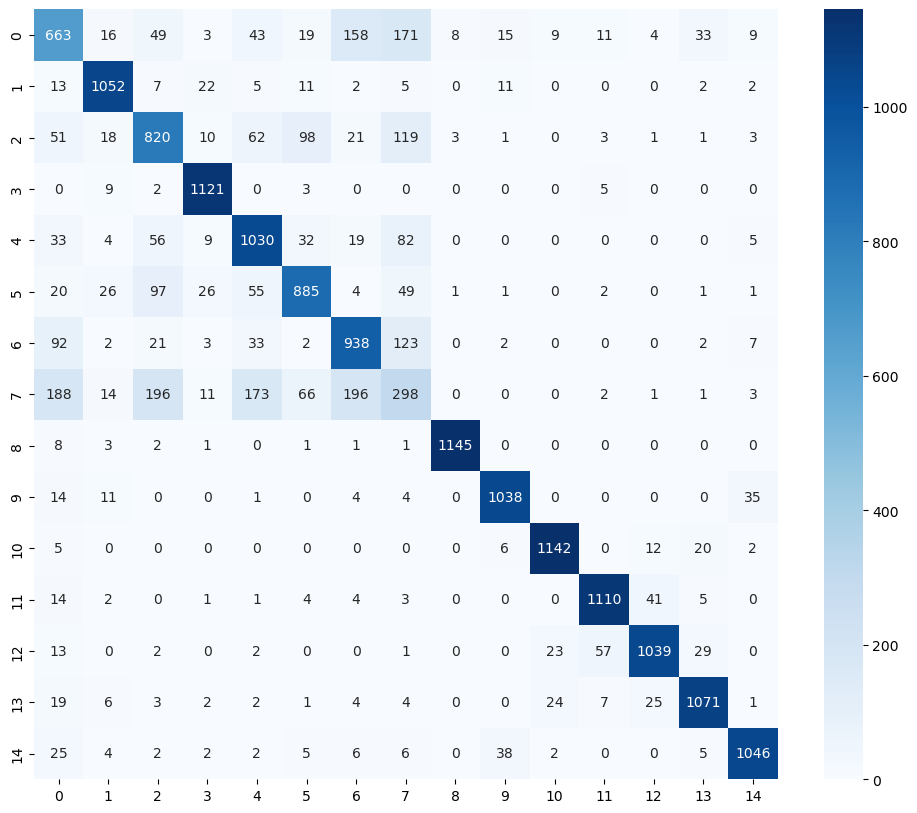 0 663 16 49 3 43 19 158 171 8 15 9 11 4 33 9
1 13 1052 7 22 5 11 2 5 0 11 0 0 0 2 2
2 51 18 820 10 62 98 21 119 3 1 0 3 1 1 3
3 0 9 2 1121 0 3 0 0 0 0 0 5 0 0 0
4 33 4 56 9 1030 32 19 82 0 0 0 0 0 0 5
5 20 26 97 26 55 885 4 49 1 1 0 2 0 1 1
6 92 2 21 3 33 2 938 123 0 2 0 0 0 2 7
7 188 14 196 11 173 66 196 298 0 0 0 2 1 1 3
8 8 3 2 1 0 1 1 1 1145 0 0 0 0 0 0
9 14 11 0 0 1 0 4 4 0 1038 0 0 0 0 35
10 5 0 0 0 0 0 0 0 0 6 1142 0 12 20 2
11 14 2 0 1 1 4 4 3 0 0 0 1110 41 5 0
12 13 0 2 0 2 0 0 1 0 0 23 57 1039 29 0
13 19 6 3 2 2 1 4 4 0 0 24 7 25 1071 1
14 25 4 2 2 2 5 6 6 0 38 2 0 0 5 1046
0 1 2 3 4 5 6 7 8 9 10 11 12 13 14
1000
800
600
400
200
0